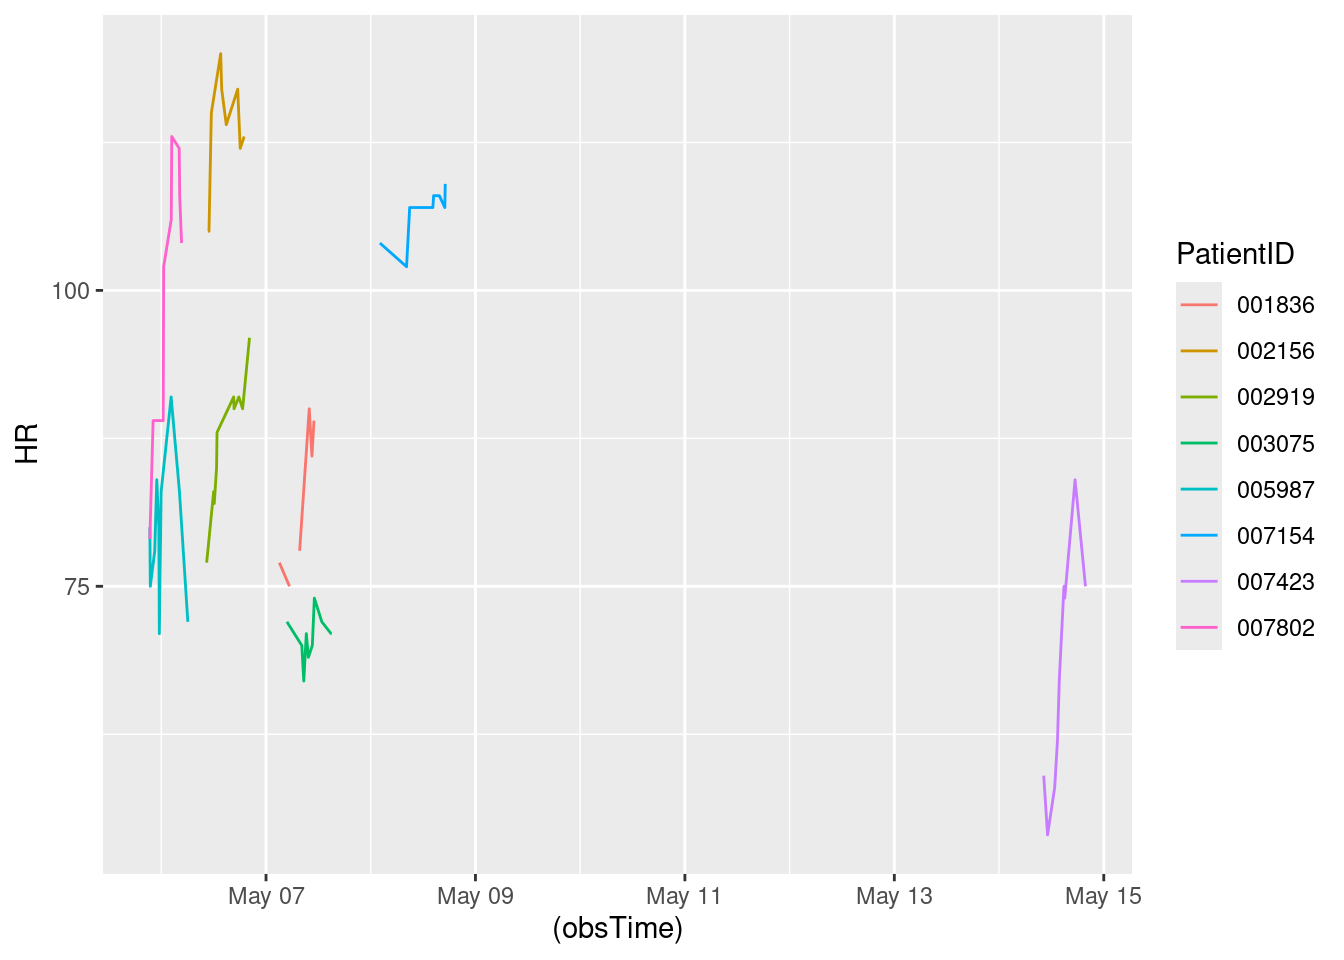 HR
100
75
May 07
May 09
May 11
May 13
May 15
(obsTime)
PatientID
001836
002156
002919
003075
005987
007154
007423
007802